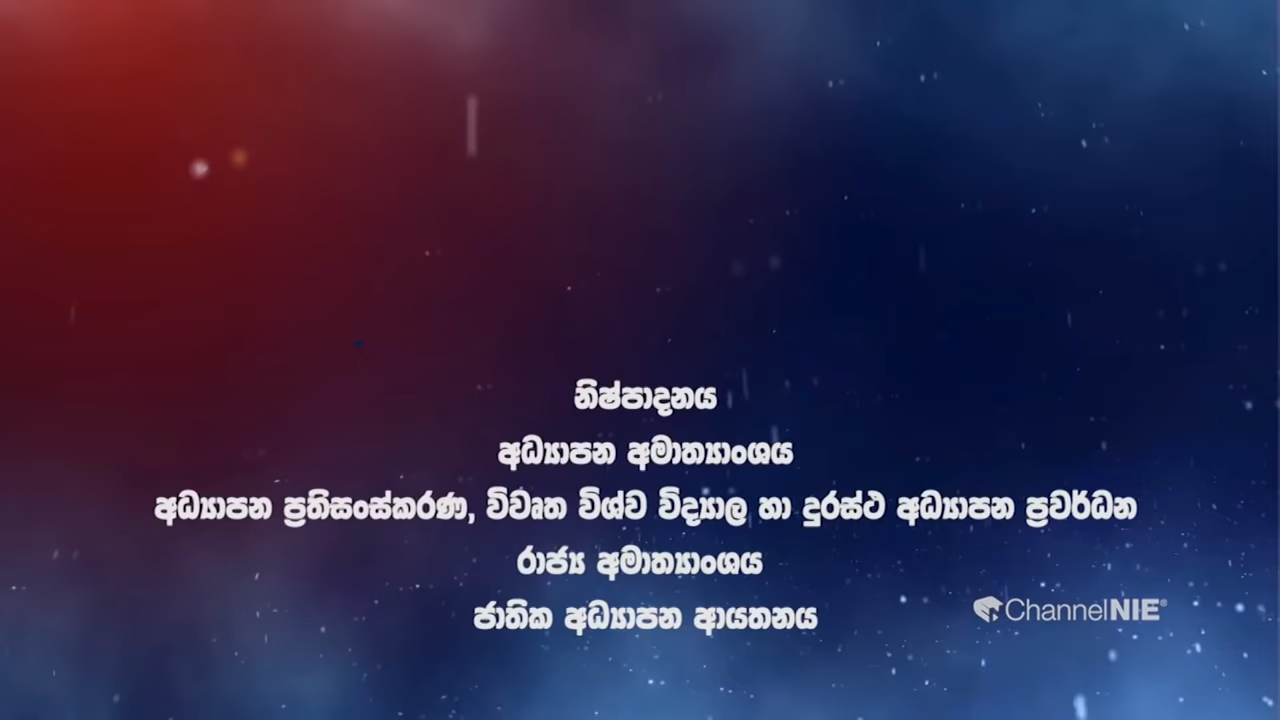 නිෂ්පාදනය
අධ්‍යාපන අමාත්‍යාංශය
අධ්‍යාපන ප්‍රතිසංස්කරණ, විවෘත විශ්ව විද්‍යාල හා දුරස්ථ අධ්‍යාපන ප්‍රවර්ධන
රාජ්‍ය අමාත්‍යාංශය
ජාතික අධ්‍යාපන ආයතනය
ChannelNIE®